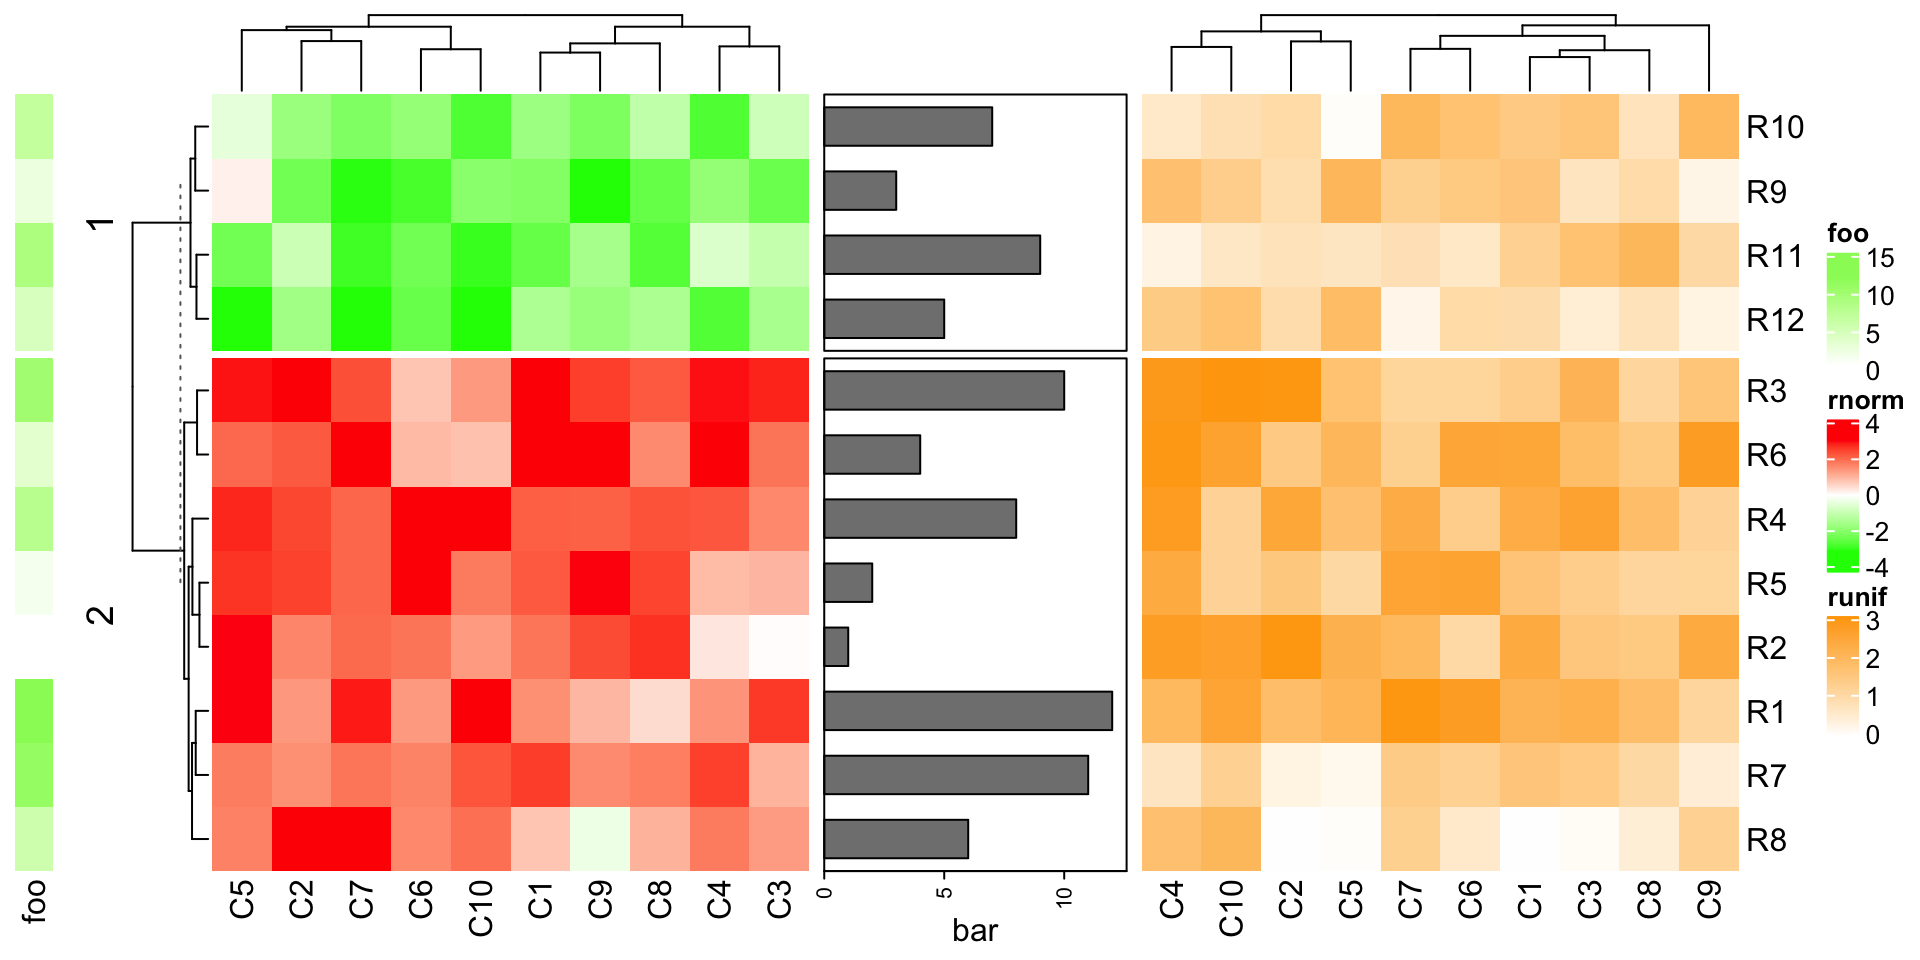 foo
1
2
C5 C2 C7 C6 C10 C1 C9 C8 C4 C3
0 5 10
bar
C4 C10 C2 C5 C7 C6 C1 C3 C8 C9
R10
R9
R11
R12
R3
R6
R4
R5
R2
R1
R7
R8
foo
15
10
5
0
rnorm
4
2
0
-2
-4
runif
3
2
1
0